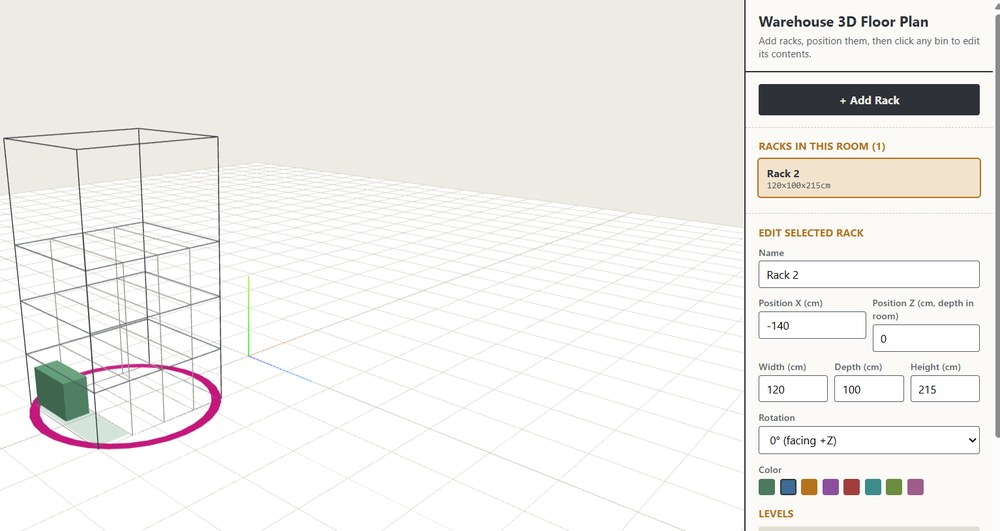 Warehouse 3D Floor Plan
Add racks, position them, then click any bin to edit
its contents.
+ Add Rack
RACKS IN THIS ROOM (1)
Rack 2
120×100×215cm
EDIT SELECTED RACK
Name
Rack 2
Position X (cm)
-140
Position Z (cm, depth in
room)
0
Width (cm)
120
Depth (cm)
100
Height (cm)
215
Rotation
0° (facing +Z)
Color
LEVELS